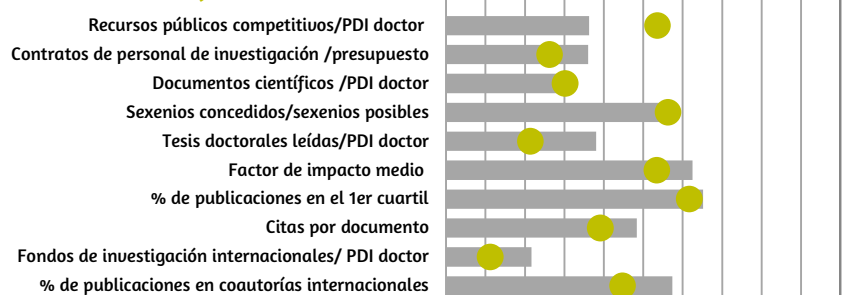 Recursos públicos competitivos/PDI doctor
Contratos de personal de investigación /presupuesto
Documentos científicos /PDI doctor
Sexenios concedidos/sexenios posibles
Tesis doctorales leídas/PDI doctor
Factor de impacto medio
% de publicaciones en el 1er cuartil
Citas por documento
Fondos de investigación internacionales/ PDI doctor
% de publicaciones en coautorías internacionales